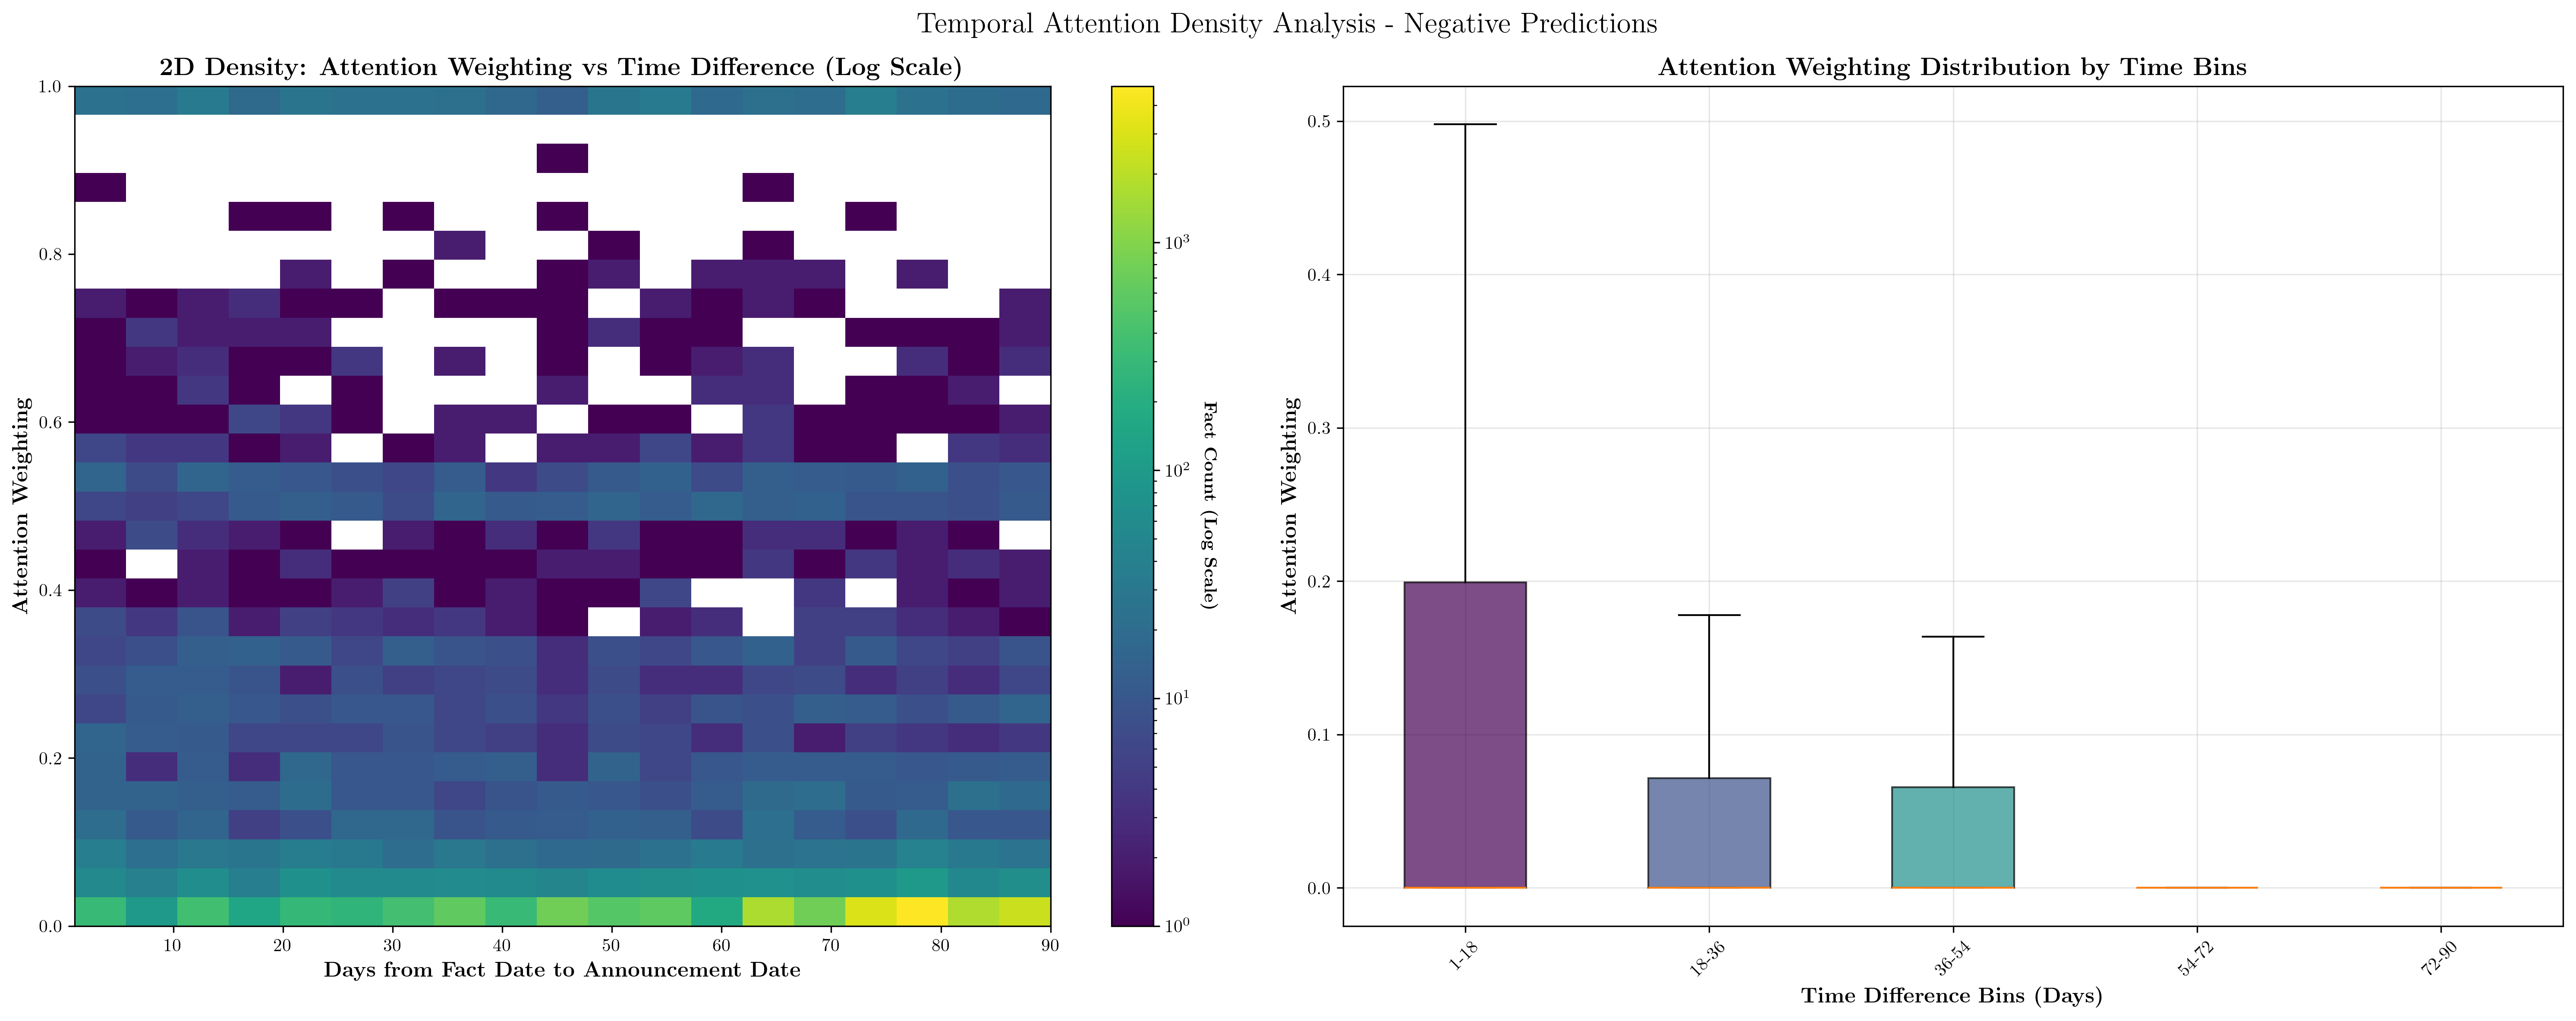 Temporal Attention Density Analysis - Negative Predictions
2D Density: Attention Weighting vs Time Difference (Log Scale)
1.0
0.8
0.6
0.4
0.2
0.0
Attention Weighting
10 20 30 40 50 60 70 80 90
Days from Fact Date to Announcement Date
10³
10²
10¹
10⁰
Fact Count (Log Scale)
Attention Weighting Distribution by Time Bins
0.5
0.4
0.3
0.2
0.1
0.0
Attention Weighting
1-18 18-36 36-54 54-72 72-90
Time Difference Bins (Days)